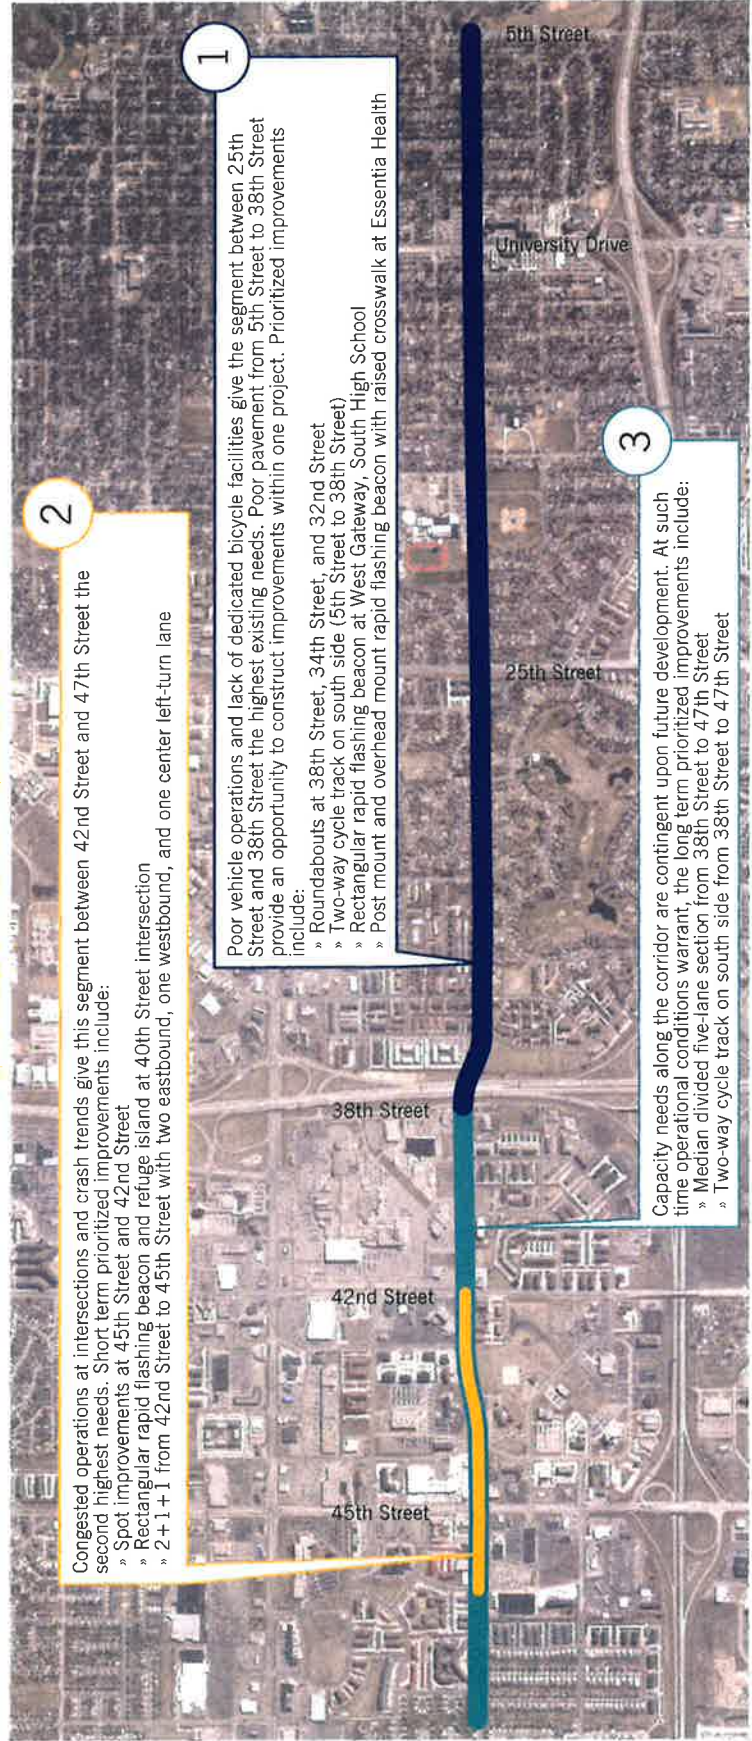 2
Congested operations at intersections and crash trends give this segment between 42nd Street and 47th Street the
second highest needs. Short term prioritized improvements include:
» Spot improvements at 45th Street and 42nd Street
» Rectangular rapid flashing beacon and refuge island at 40th Street intersection
» 2+1+1 from 42nd Street to 45th Street with two eastbound, one westbound, and one center left-turn lane
1
Poor vehicle operations and lack of dedicated bicycle facilities give the segment between 25th
Street and 38th Street the highest existing needs. Poor pavement from 5th Street to 38th Street
provide an opportunity to construct improvements within one project. Prioritized improvements
include:
» Roundabouts at 38th Street, 34th Street, and 32nd Street
» Two-way cycle track on south side (5th Street to 38th Street)
» Rectangular rapid flashing beacon at West Gateway, South High School
» Post mount and overhead mount rapid flashing beacon with raised crosswalk at Essentia Health
45th Street
42nd Street
38th Street
25th Street
University Drive
5th Street
3
Capacity needs along the corridor are contingent upon future development. At such
time operational conditions warrant, the long term prioritized improvements include:
» Median divided five-lane section from 38th Street to 47th Street
» Two-way cycle track on south side from 38th Street to 47th Street